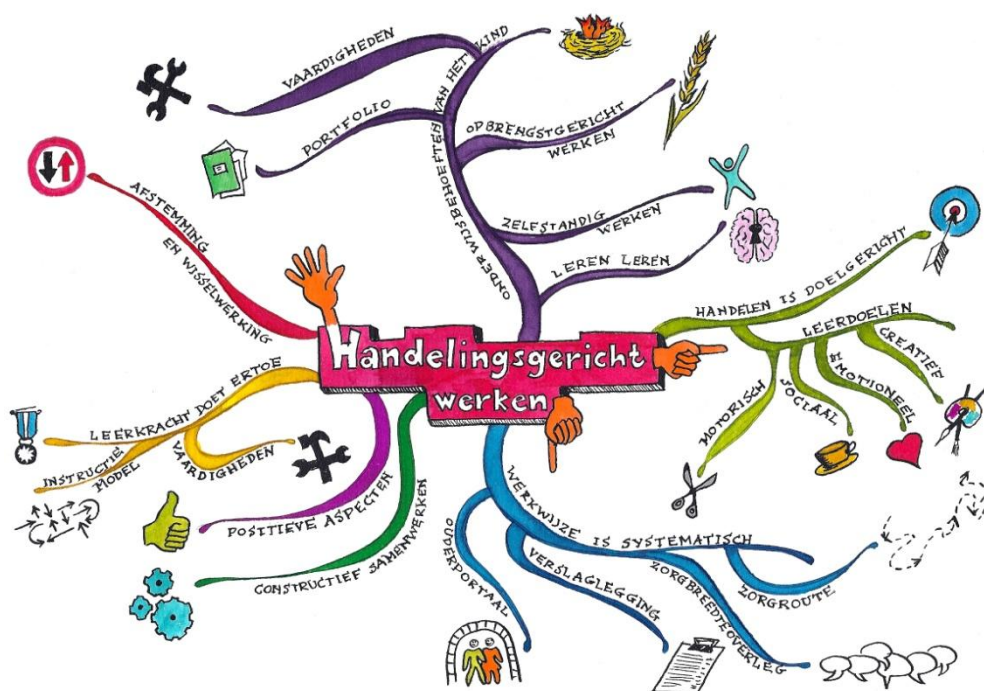 Handelingsgericht
werken
ONDERWIJSBEHOEFTEN VAN HET KIND
VAARDIGHEDEN
PORTFOLIO
OPBRENGSTGERICHT
WERKEN
ZELFSTANDIG
WERKEN
LEREN LEREN
HANDELEN IS DOELGERICHT
LEERDOELEN
CREATIEF
EMOTIONEEL
SOCIAAL
MOTORISCH
WERKWIJZE IS SYSTEMATISCH
ZORGROUTE
ZORGBREEDTEOVERLEG
VERSLAGLEGGING
OUDERPORTAAL
CONSTRUCTIEF SAMENWERKEN
POSITIEVE ASPECTEN
LEERKRACHT DOET ERTOE
VAARDIGHEDEN
INSTRUCTIE
MODEL
AFSTEMMING
EN WISSELWERKING